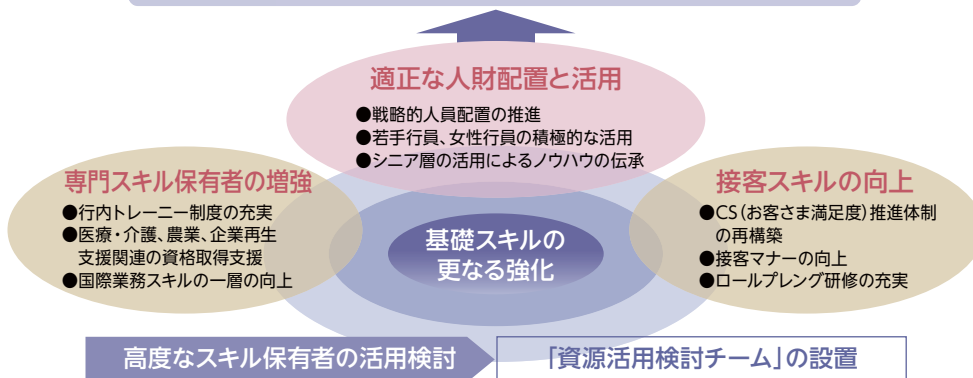 適正な人財配置と活用
●戦略的人員配置の推進
●若手行員、女性行員の積極的な活用
●シニア層の活用によるノウハウの伝承
専門スキル保有者の増強
●行内トレーニー制度の充実
●医療・介護、農業、企業再生
支援関連の資格取得支援
●国際業務スキルの一層の向上
基礎スキルの
更なる強化
接客スキルの向上
●CS(お客さま満足度)推進体制
の再構築
●接客マナーの向上
●ロールプレング研修の充実
高度なスキル保有者の活用検討
「資源活用検討チーム」の設置